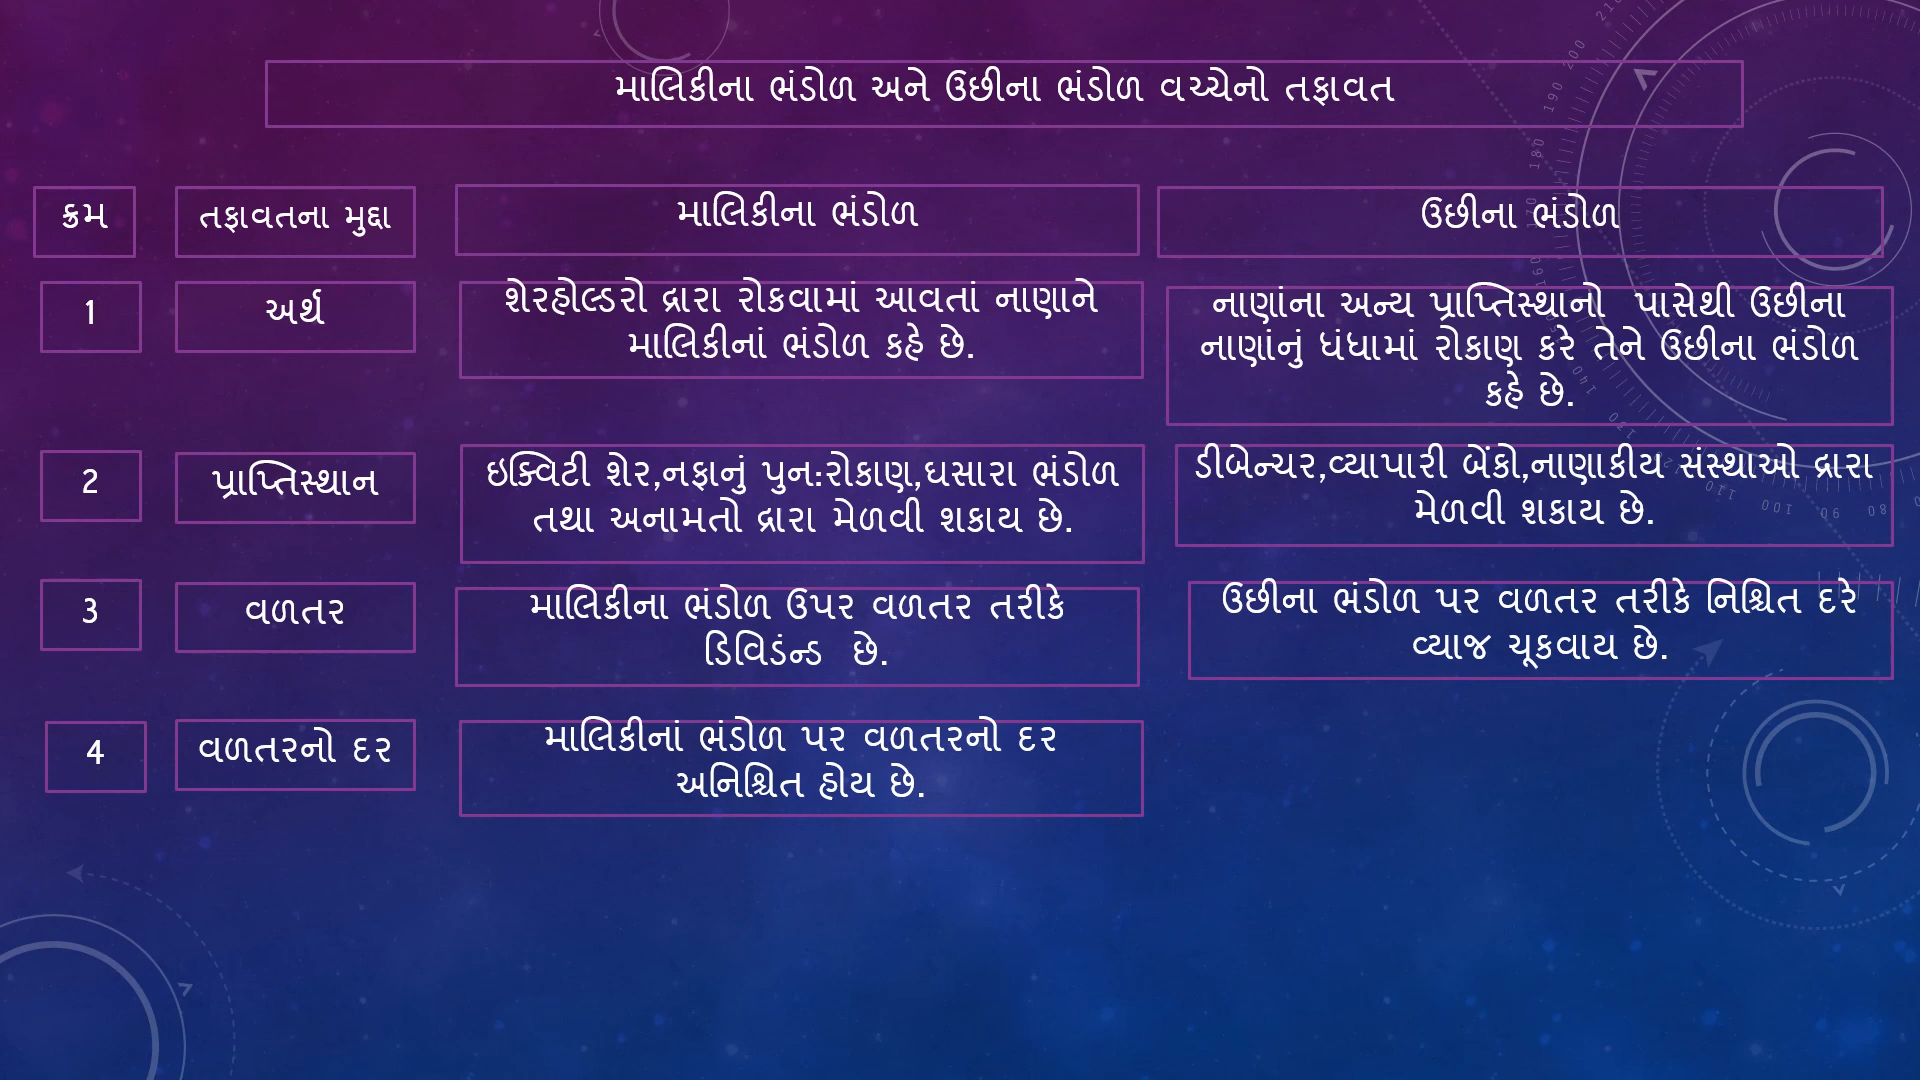 માલિકીના ભંડોળ અને ઉછીના ભંડોળ વચ્ચેનો તફાવત
ક્રમ
તફાવતના મુદ્દા
માલિકીના ભંડોળ
ઉછીના ભંડોળ
1
અર્થ
શેરહોલ્ડરો દ્રારા રોકવામાં આવતાં નાણાને
માલિકીનાં ભંડોળ કહે છે.
નાણાંના અન્ય પ્રાપ્તિસ્થાનો પાસેથી ઉછીના
નાણાંનું ધંધામાં રોકાણ કરે તેને ઉછીના ભંડોળ
કહે છે.
2
પ્રાપ્તિસ્થાન
ઇક્વિટી શેર,નફાનું પુન:રોકાણ,ઘસારા ભંડોળ
તથા અનામતો દ્રારા મેળવી શકાય છે.
ડીબેન્ચર,વ્યાપારી બેંકો,નાણાકીય સંસ્થાઓ દ્રારા
મેળવી શકાય છે.
3
વળતર
માલિકીના ભંડોળ ઉપર વળતર તરીકે
ડિવિડંન્ડ છે.
ઉછીના ભંડોળ પર વળતર તરીકે નિશ્ચિત દરે
વ્યાજ ચૂકવાય છે.
4
વળતરનો દર
માલિકીનાં ભંડોળ પર વળતરનો દર
અનિશ્ચિત હોય છે.